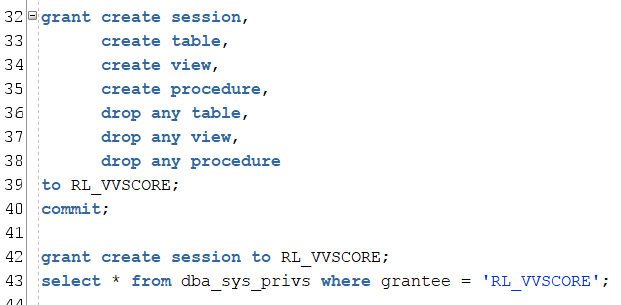 32 grant create session,
33 create table,
34 create view,
35 create procedure,
36 drop any table,
37 drop any view,
38 drop any procedure
39 to RL_VVSCORE;
40 commit;
41
42 grant create session to RL_VVSCORE;
43 select * from dba_sys_privs where grantee = 'RL_VVSCORE';